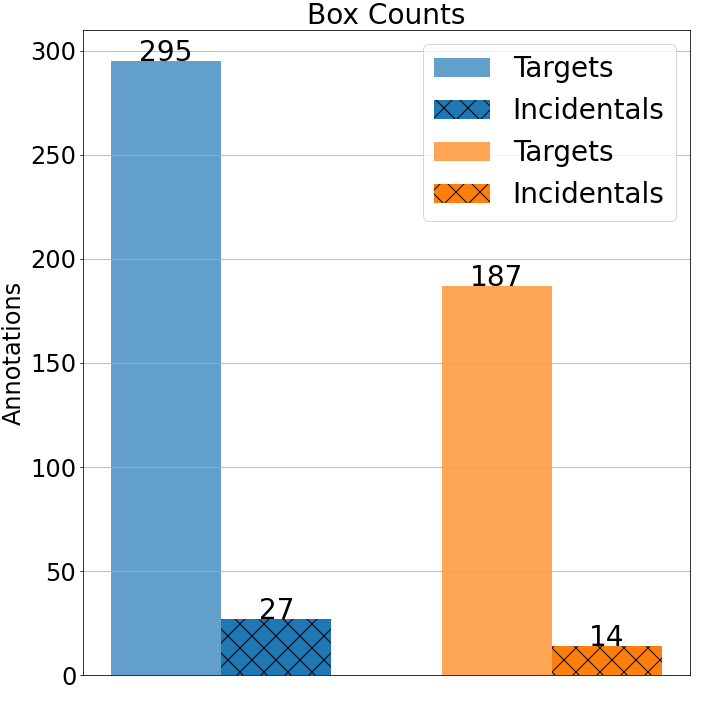 Box Counts
Annotations
300
250
200
150
100
50
0
295
27
187
14
Targets
Incidentals
Targets
Incidentals